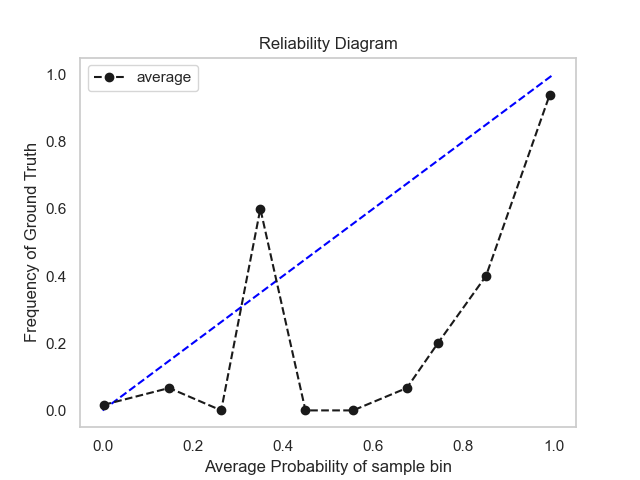 Reliability Diagram
average
Frequency of Ground Truth
1.0
0.8
0.6
0.4
0.2
0.0
0.0 0.2 0.4 0.6 0.8 1.0
Average Probability of sample bin